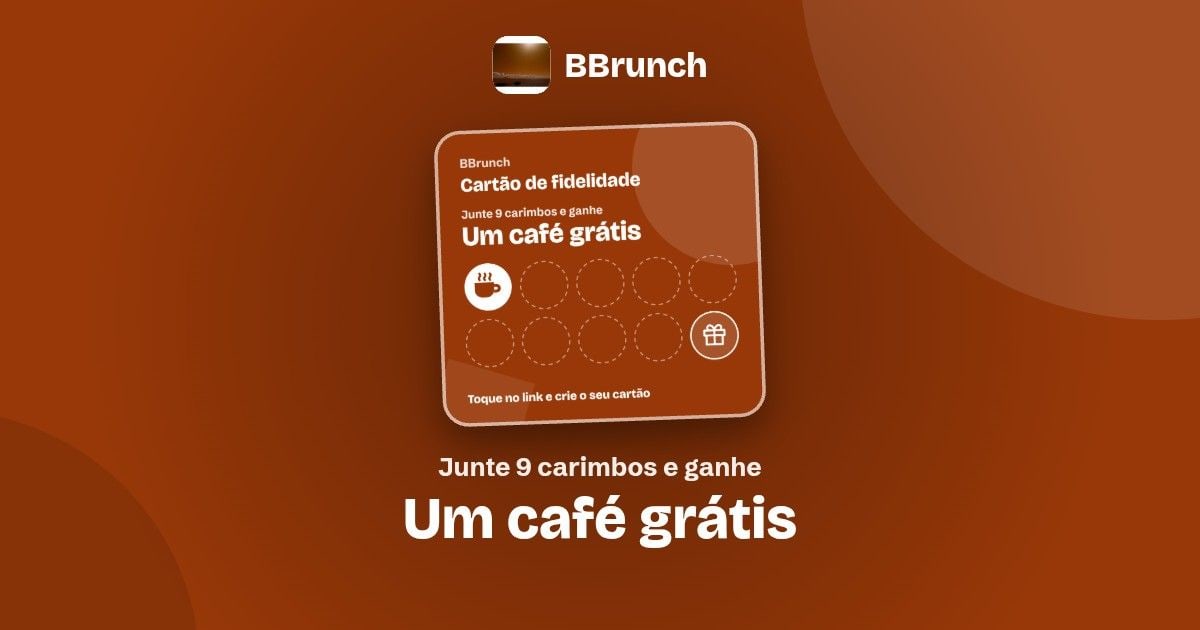 BBrunch
BBrunch
Cartão de fidelidade
Junte 9 carimbos e ganhe
Um café grátis
Toque no link e crie o seu cartão
Junte 9 carimbos e ganhe
Um café grátis